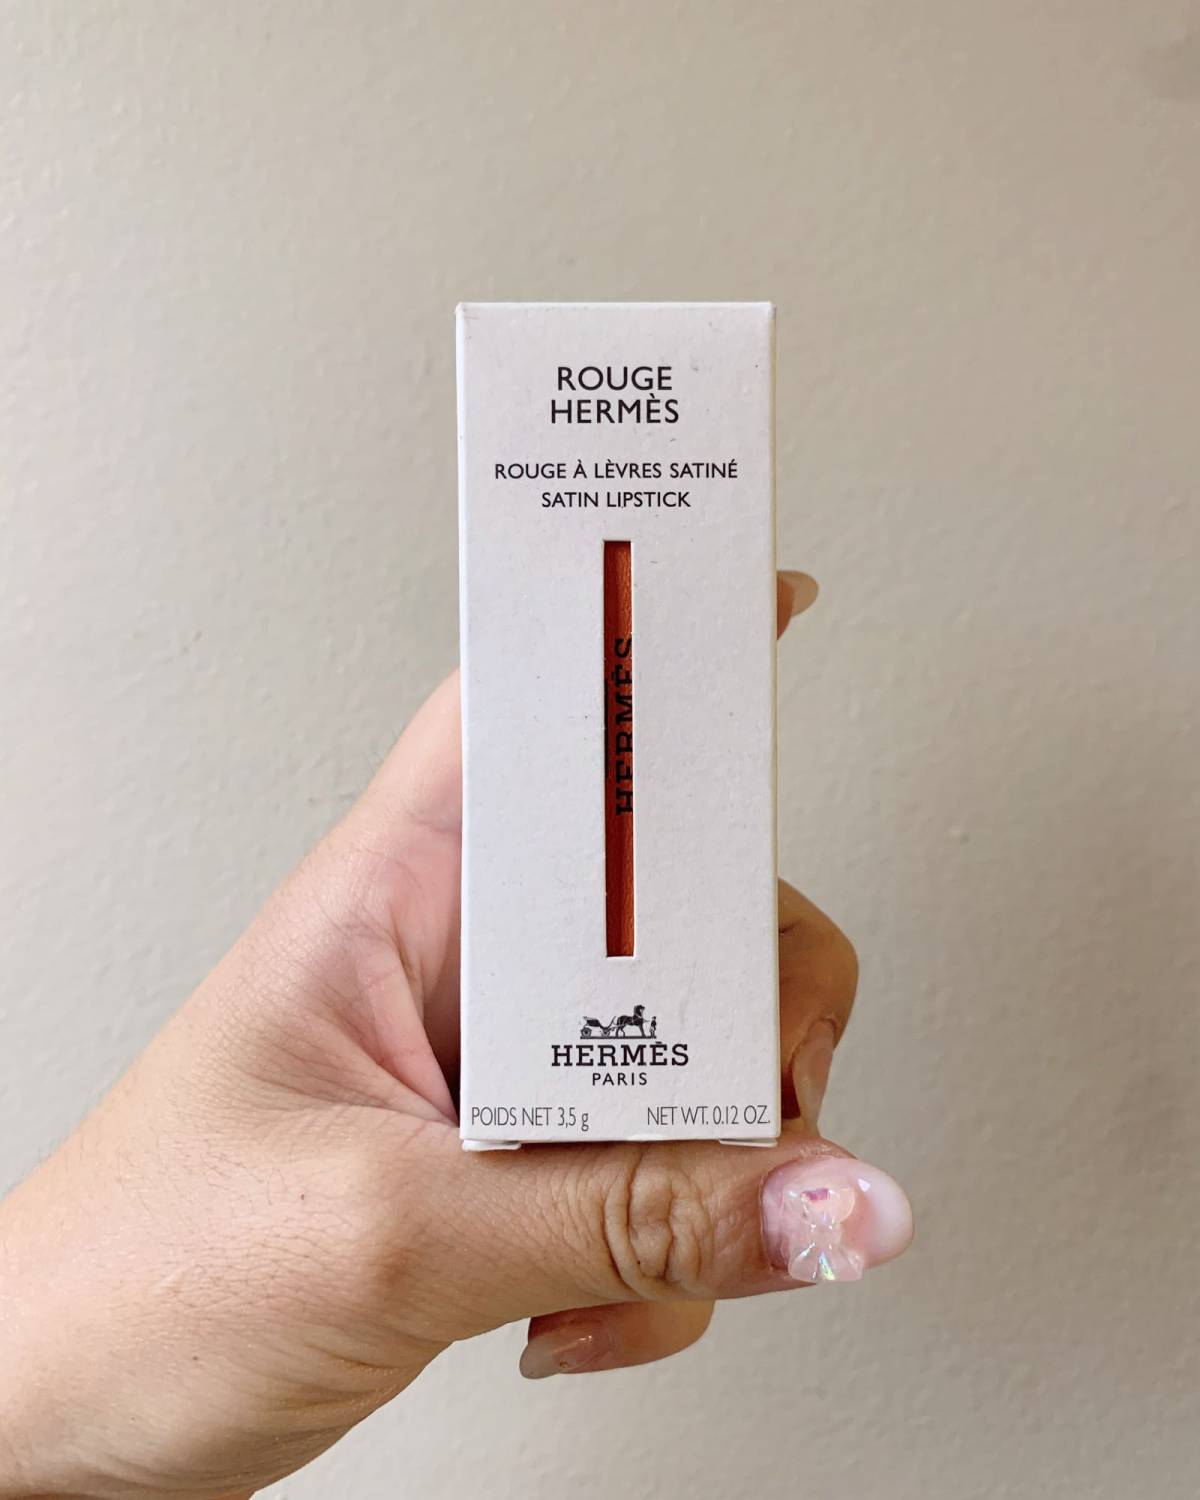 ROUGE
HERMÈS
ROUGE À LÈVRES SATINÉ
SATIN LIPSTICK
HERMÈS
HERMÈS
PARIS
POIDS NET 3,5 g NET WT. 0.12 OZ.